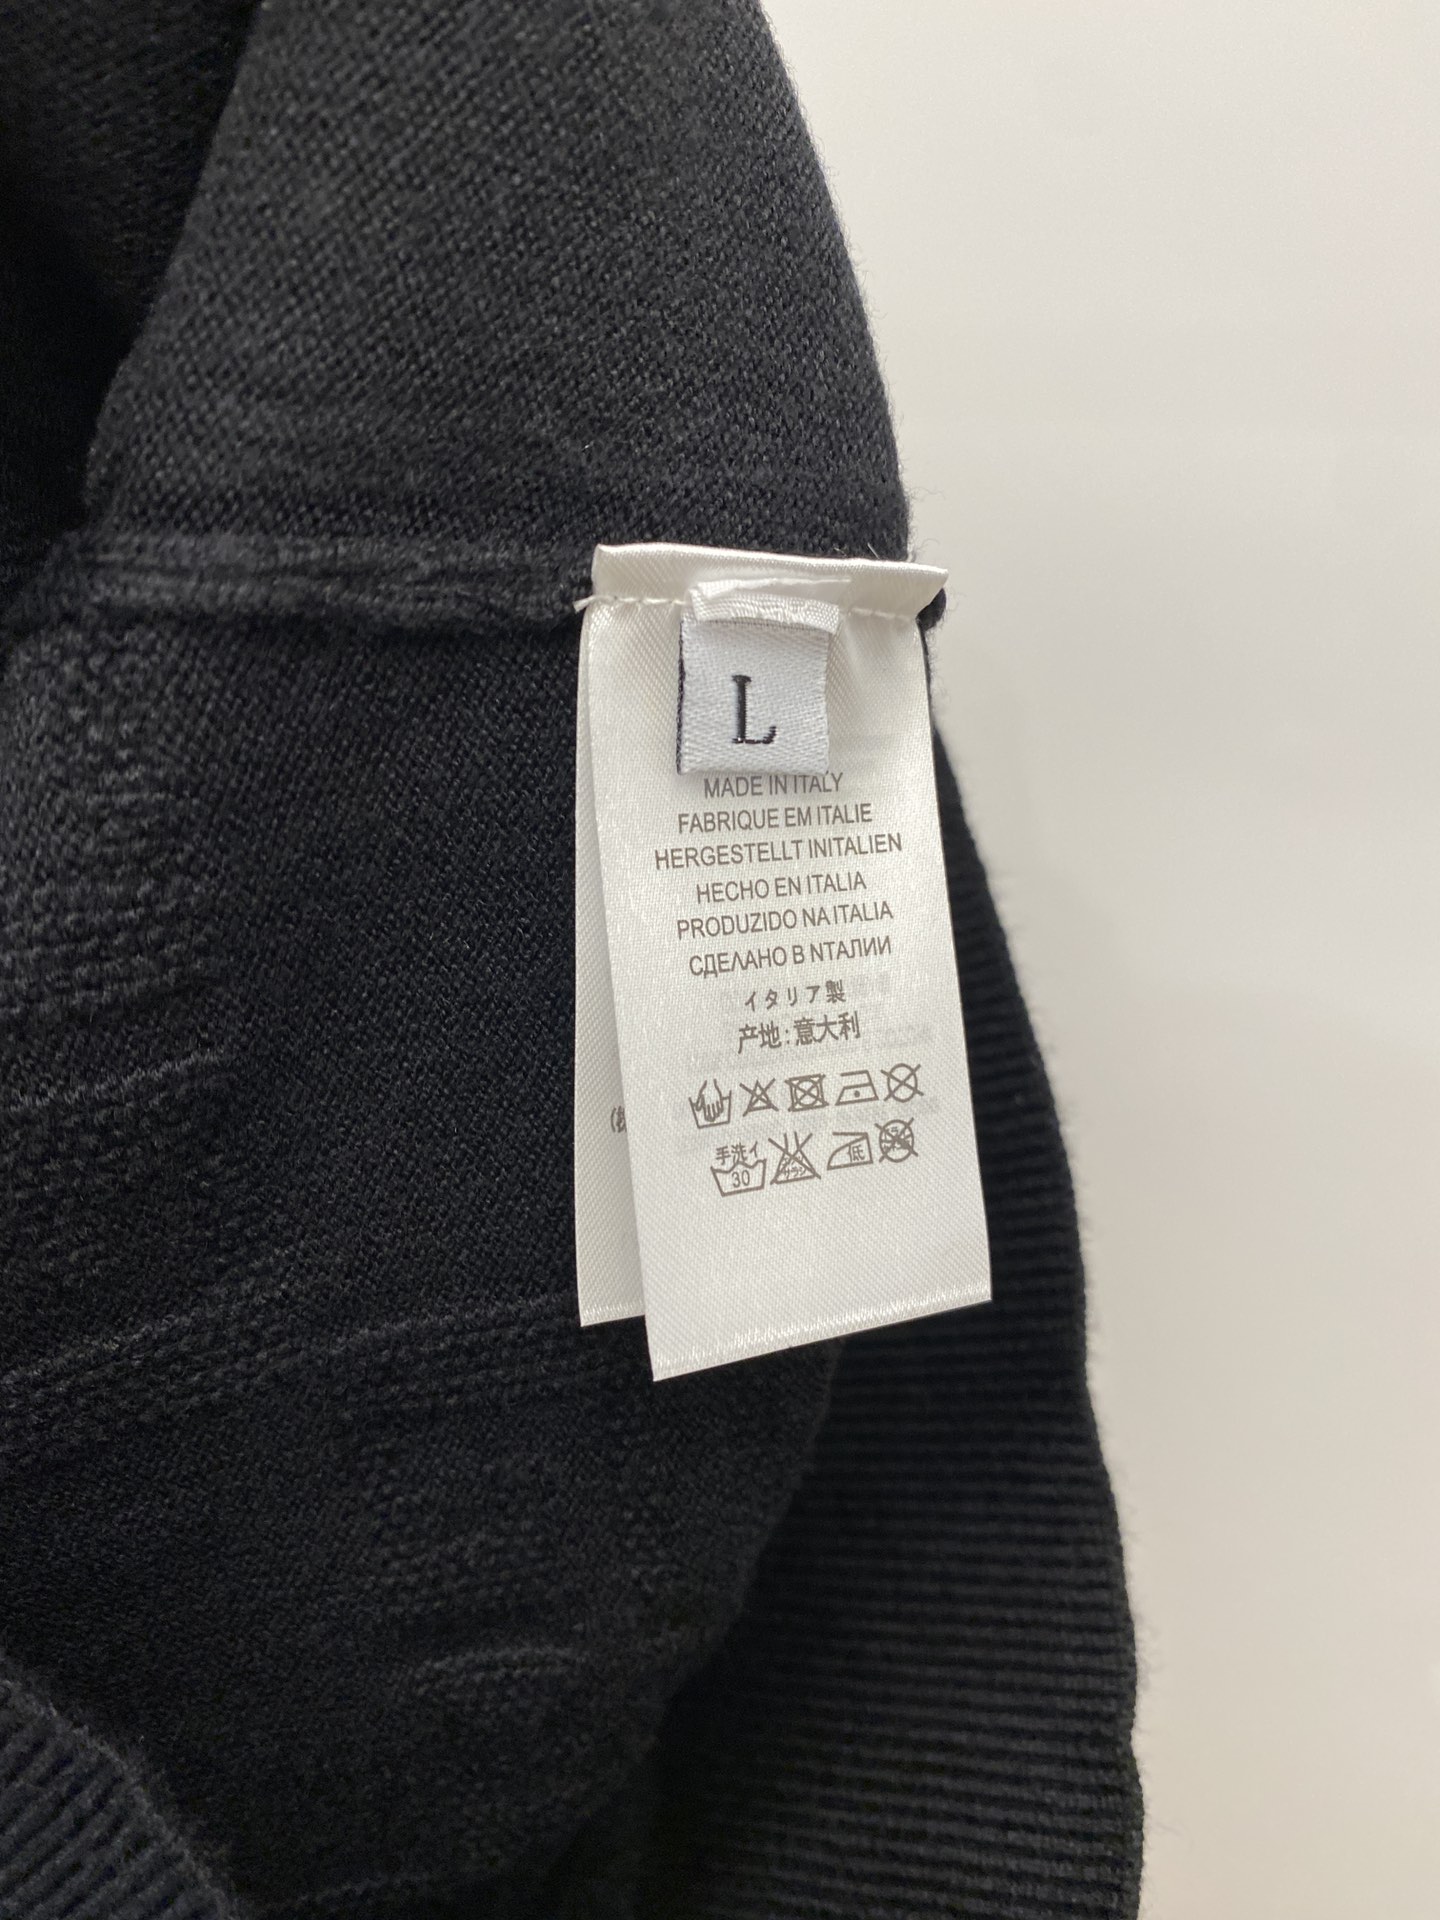 L
MADE IN ITALY
FABRIQUE EM ITALIE
HERGESTELLT INITALIEN
HECHO EN ITALIA
PRODUZIDO NA ITALIA
СДЕЛАНО В NТАЛИИ
イタリア製
产地:意大利
手洗イ
30
低